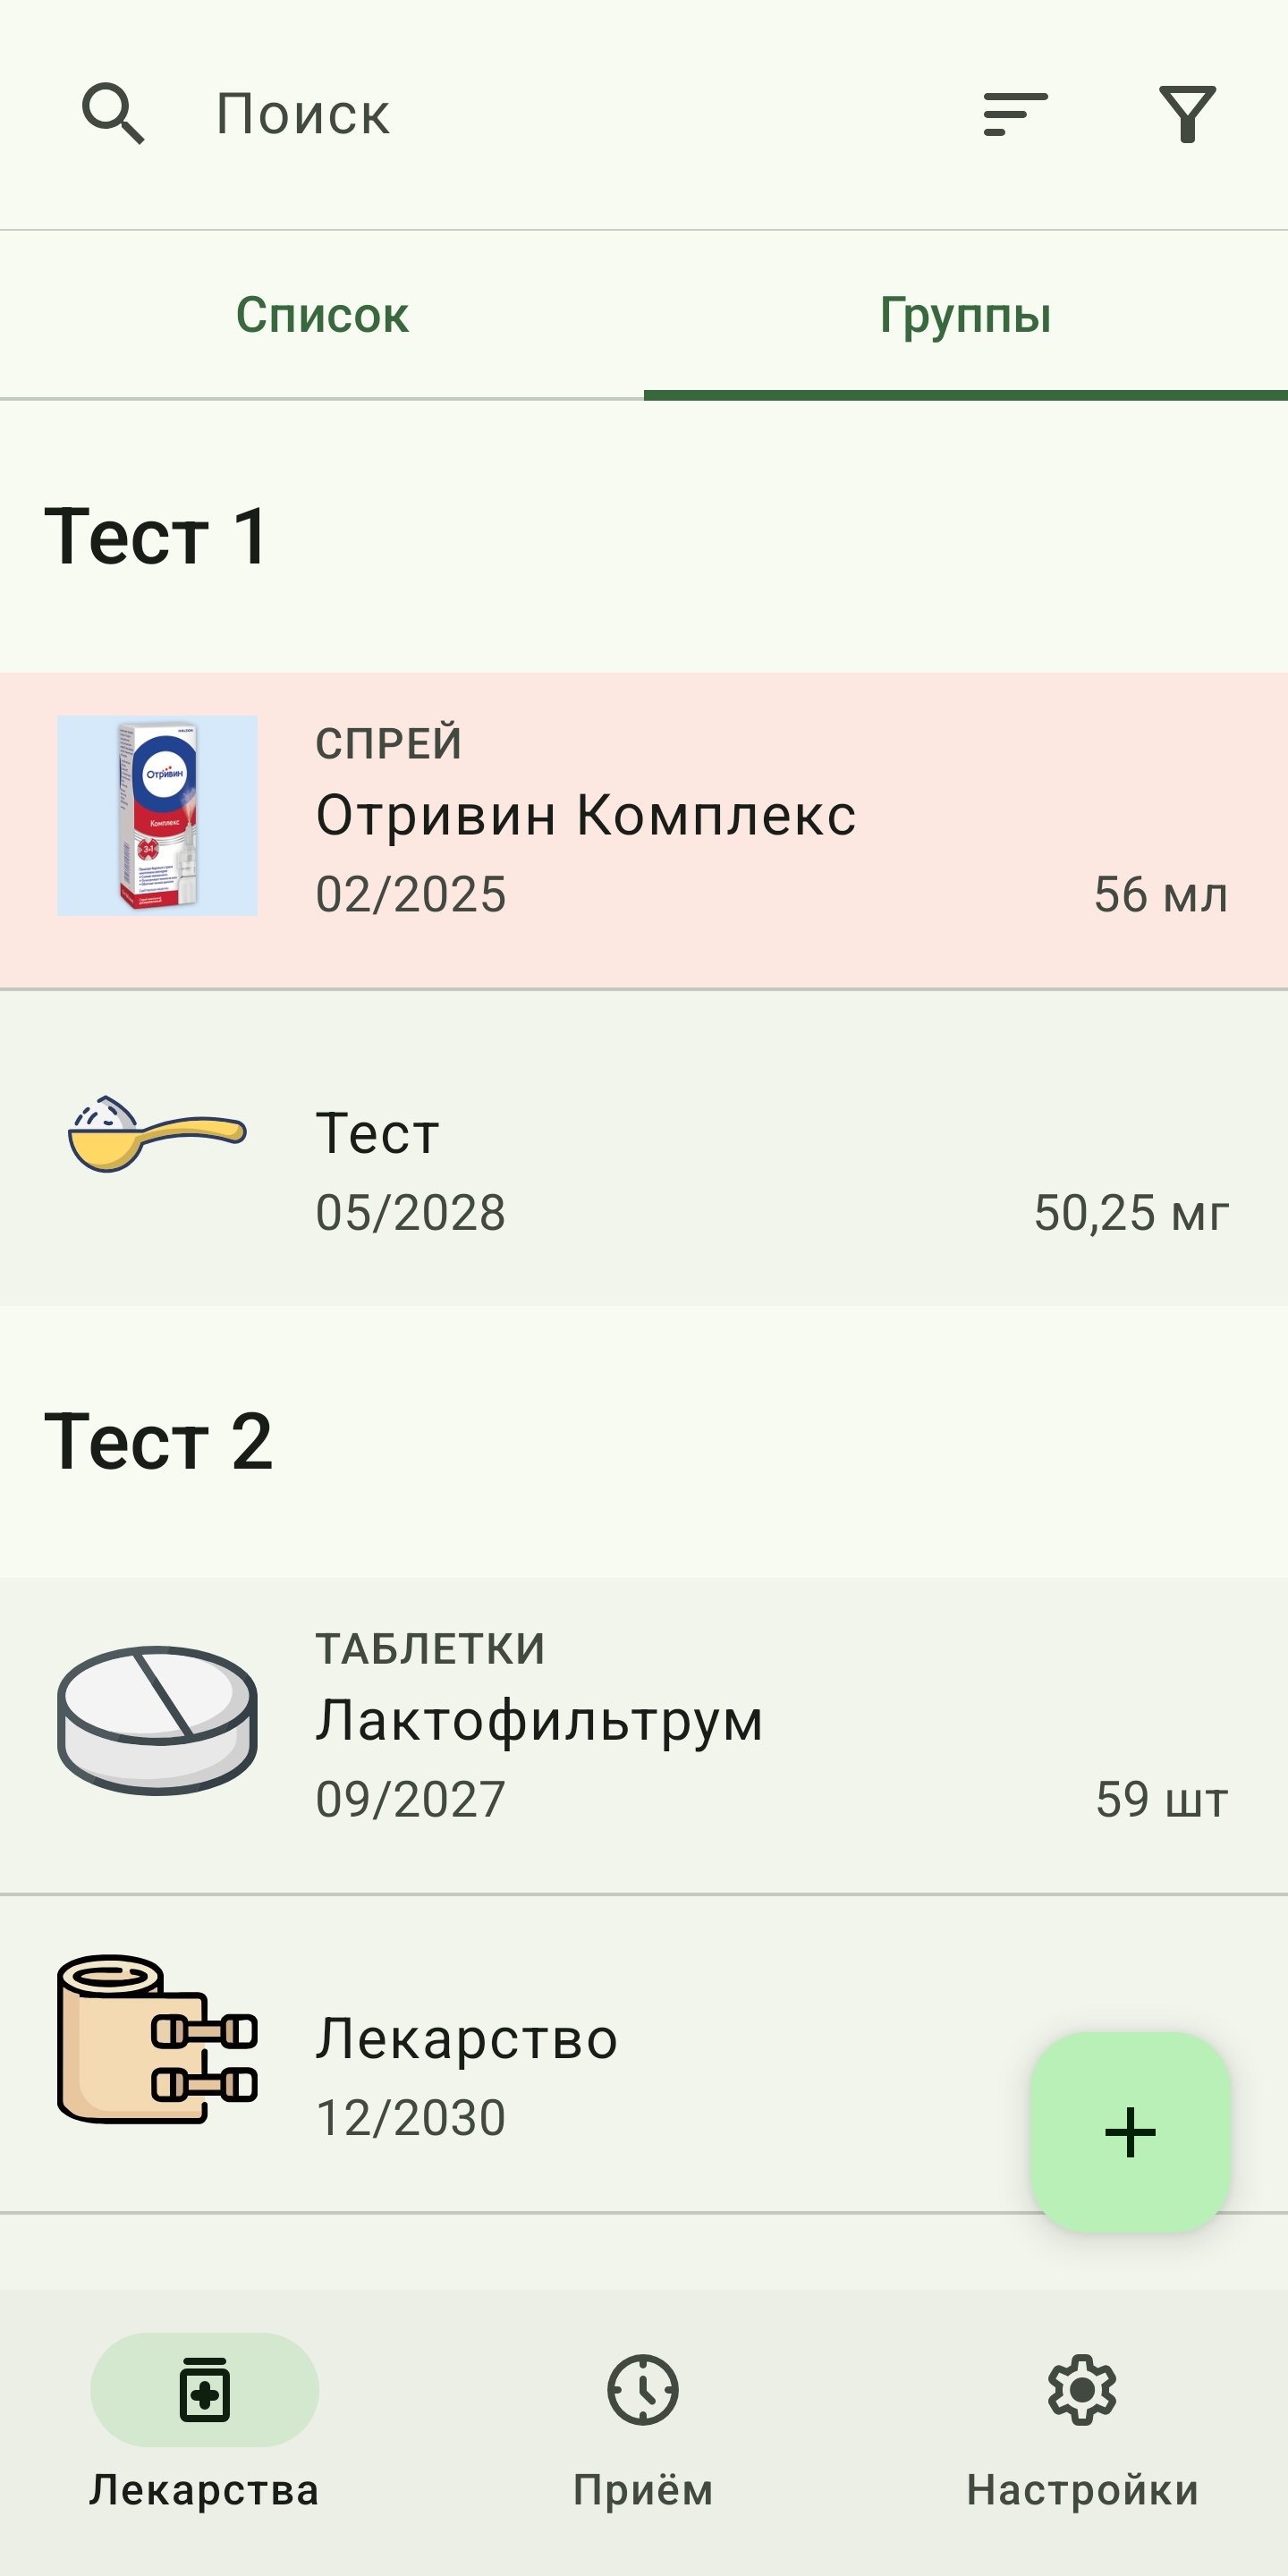 Поиск
Список
Группы
Тест 1
Отривин
Комплекс
СПРЕЙ
Отривин Комплекс
02/2025
56 мл
Тест
05/2028
50,25 мг
Тест 2
ТАБЛЕТКИ
Лактофильтрум
09/2027
59 шт
Лекарство
12/2030
Лекарства
Приём
Настройки